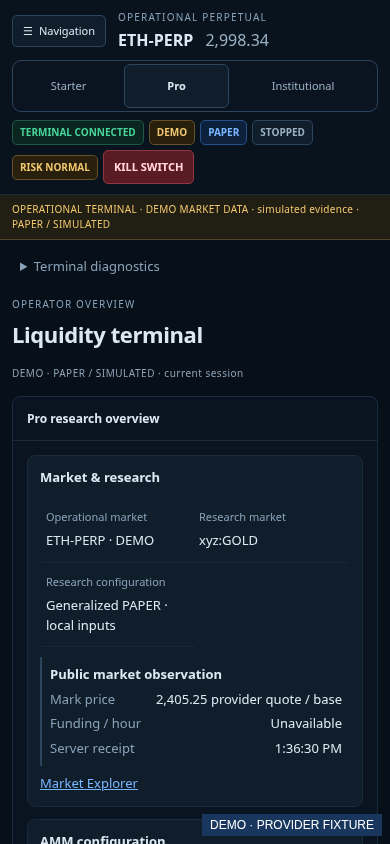 ☰ Navigation
OPERATIONAL PERPETUAL
ETH-PERP 2,998.34
Starter Pro Institutional
TERMINAL CONNECTED DEMO PAPER STOPPED
RISK NORMAL KILL SWITCH
OPERATIONAL TERMINAL · DEMO MARKET DATA · simulated evidence ·
PAPER / SIMULATED
▶ Terminal diagnostics
OPERATOR OVERVIEW
Liquidity terminal
DEMO · PAPER / SIMULATED · current session
Pro research overview
Market & research
Operational market Research market
ETH-PERP · DEMO xyz:GOLD
Research configuration
Generalized PAPER ·
local inputs
Public market observation
Mark price 2,405.25 provider quote / base
Funding / hour Unavailable
Server receipt 1:36:30 PM
Market Explorer
DEMO · PROVIDER FIXTURE
AMM configuration